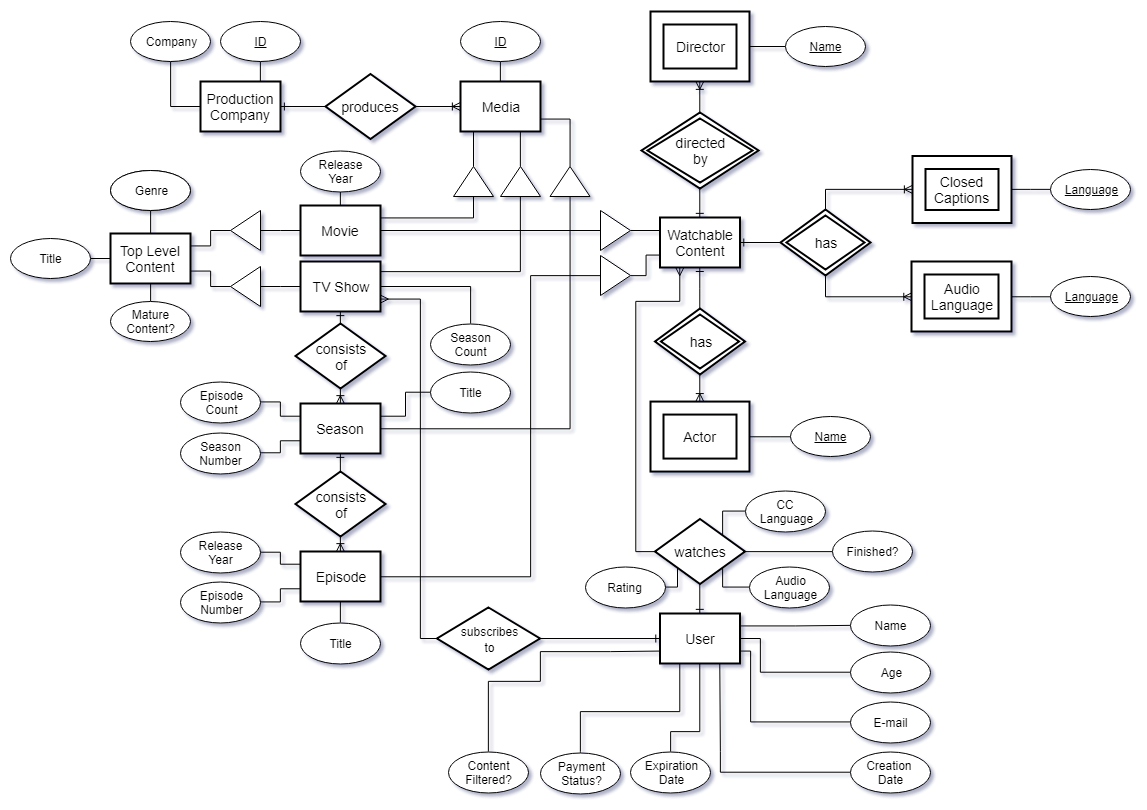 Company
ID
ID
Director
Name
Production
Company
produces
Media
directed
by
Release
Year
Closed
Captions
Language
Genre
Movie
Watchable
Content
has
Top Level
Content
Title
TV Show
Audio
Language
Language
Mature
Content?
Season
Count
consists
of
has
Episode
Count
Title
Season
Season
Number
Actor
Name
consists
of
CC
Language
Release
Year
watches
Finished?
Episode
Rating
Audio
Language
Episode
Number
Title
subscribes
to
User
Name
Age
E-mail
Content
Filtered?
Payment
Status?
Expiration
Date
Creation
Date